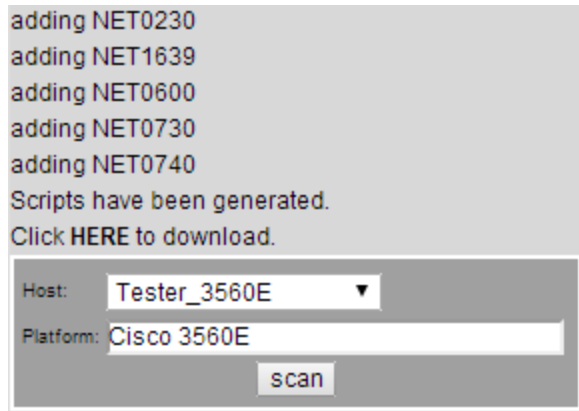 adding NET0230
adding NET1639
adding NET0600
adding NET0730
adding NET0740
Scripts have been generated.
Click HERE to download.
Host: Tester_3560E
Platform: Cisco 3560E
scan